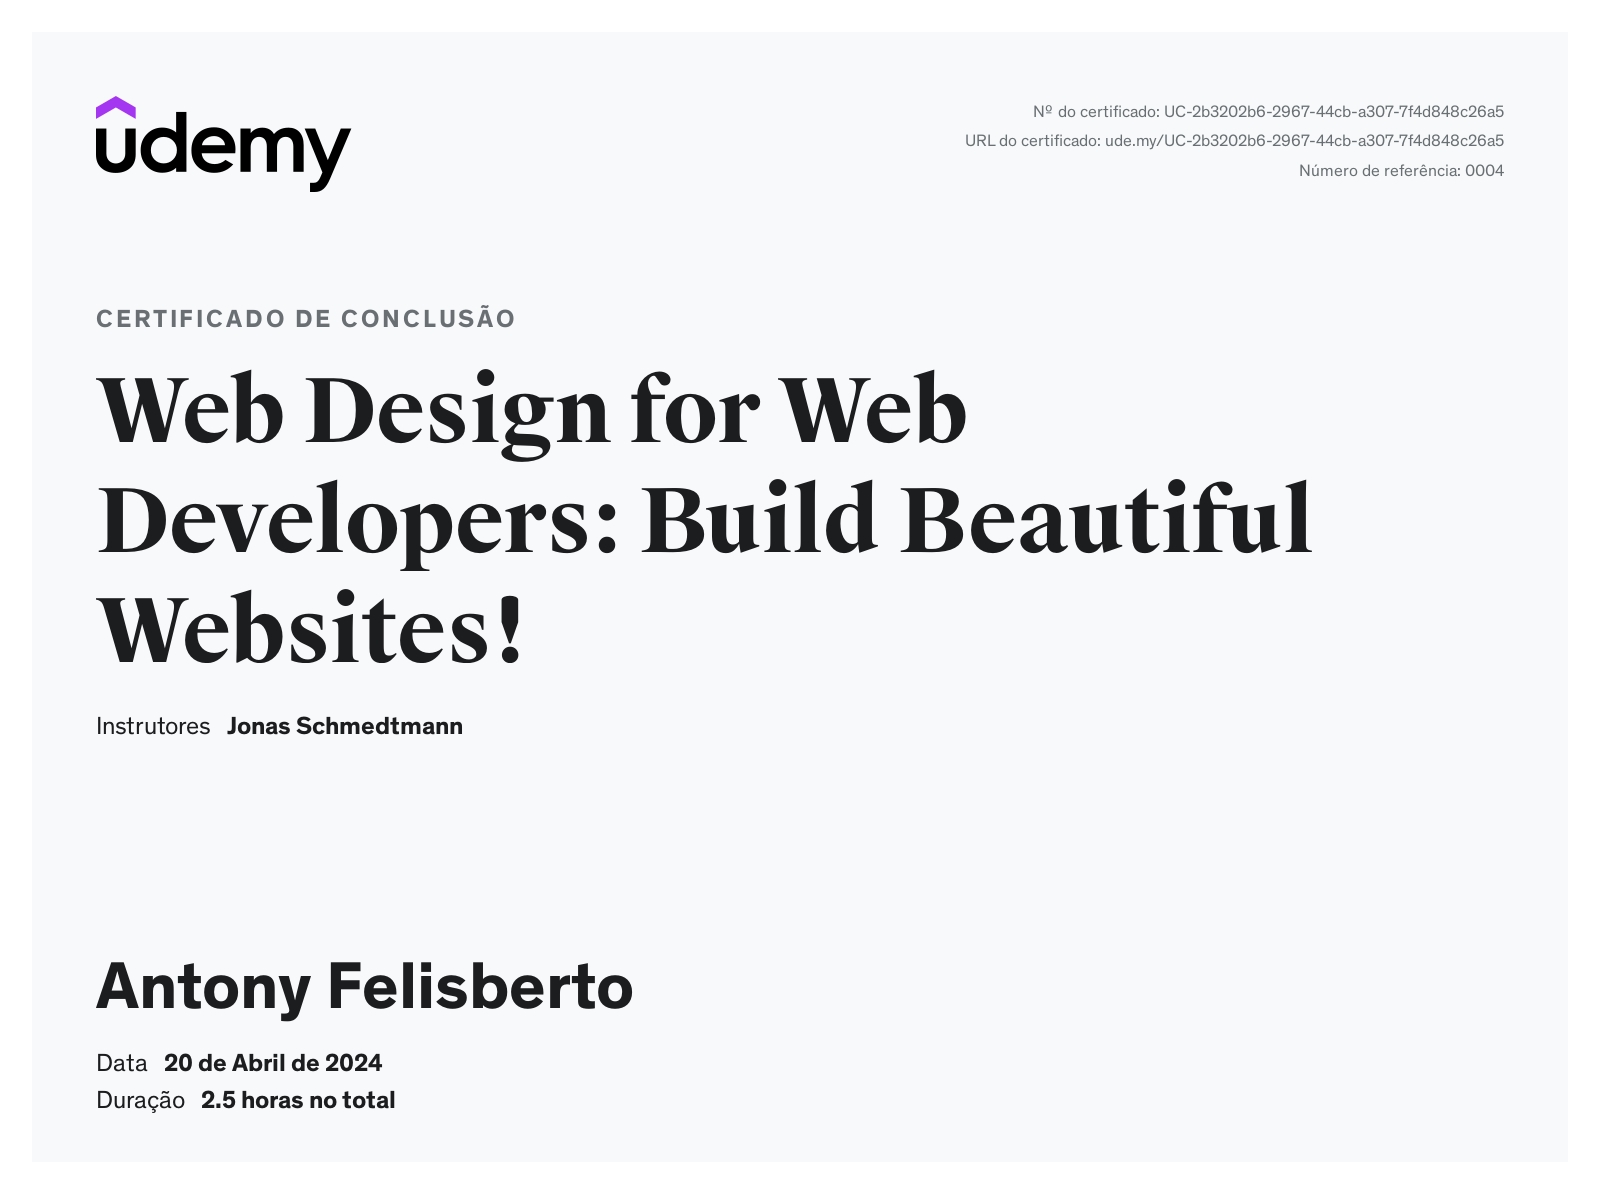 udemy
Nº do certificado: UC-2b3202b6-2967-44cb-a307-7f4d848c26a5
URL do certificado: ude.my/UC-2b3202b6-2967-44cb-a307-7f4d848c26a5
Número de referência: 0004
CERTIFICADO DE CONCLUSÃO
Web Design for Web
Developers: Build Beautiful
Websites!
Instrutores Jonas Schmedtmann
Antony Felisberto
Data 20 de Abril de 2024
Duração 2.5 horas no total